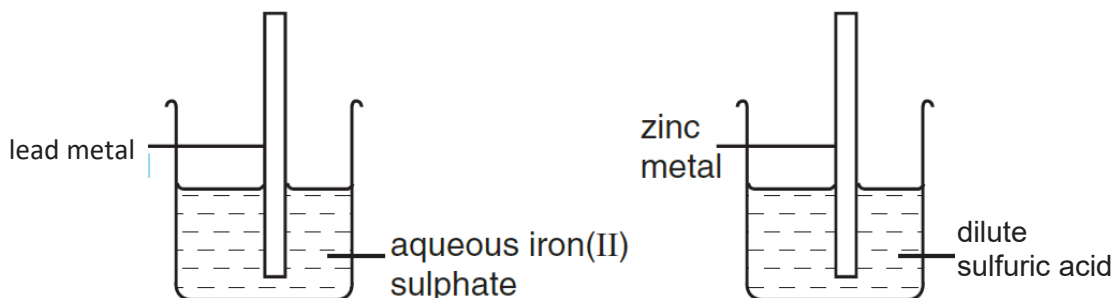 lead metal
aqueous iron(II)
sulphate
zinc
metal
dilute
sulfuric acid